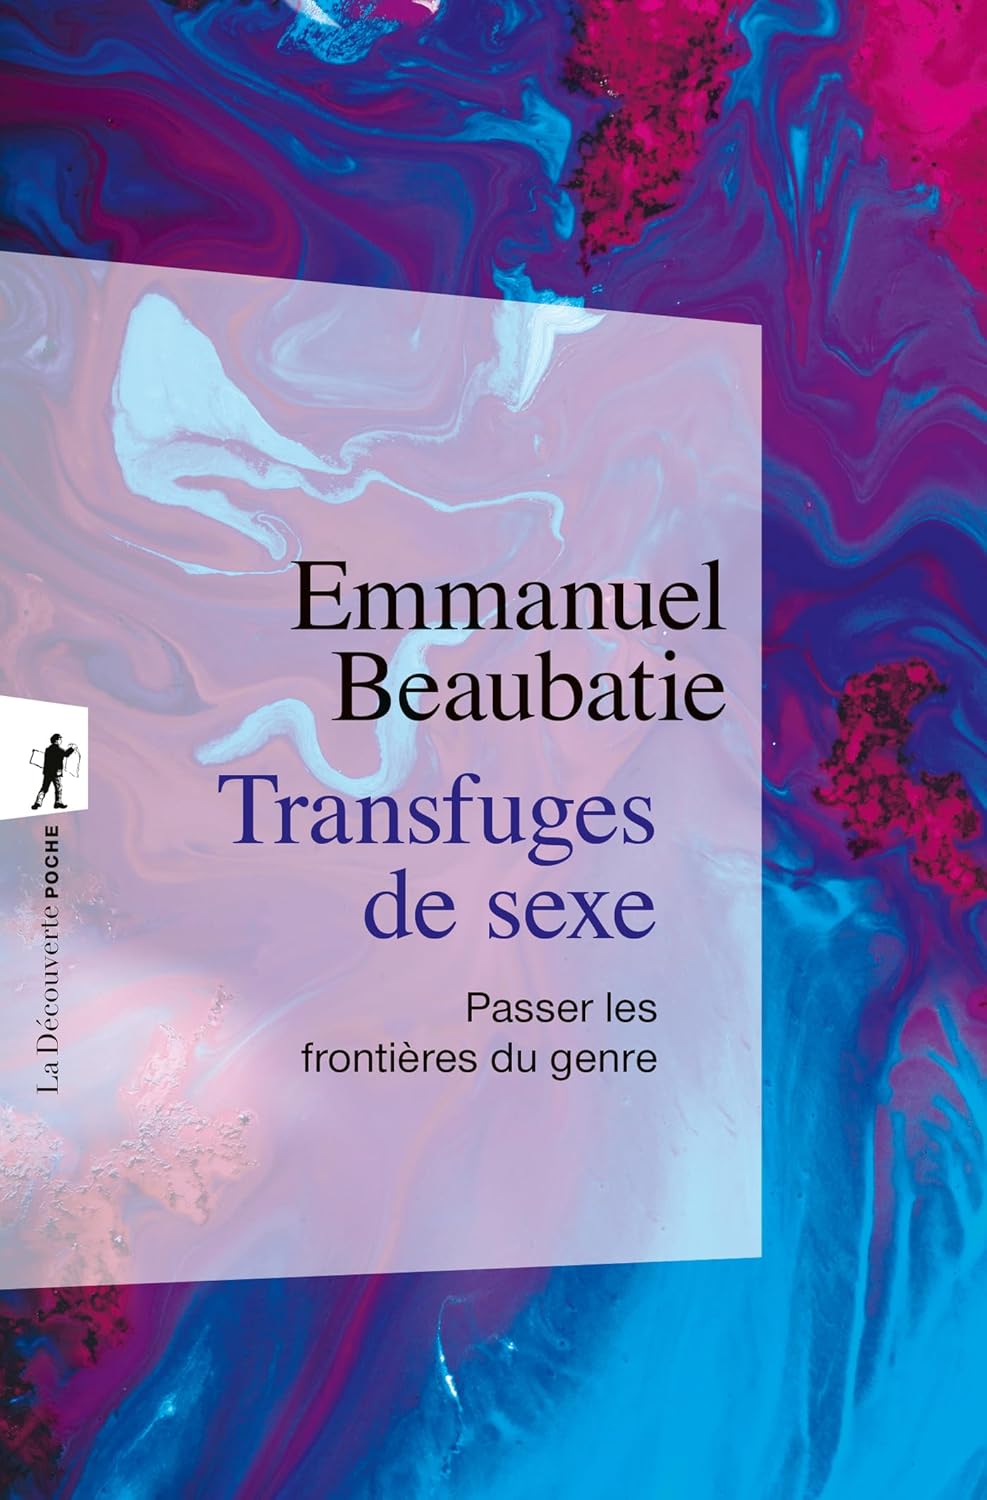 Emmanuel
Beaubatie
Transfuges
de sexe
Passer les
frontières du genre
La Découverte POCHE